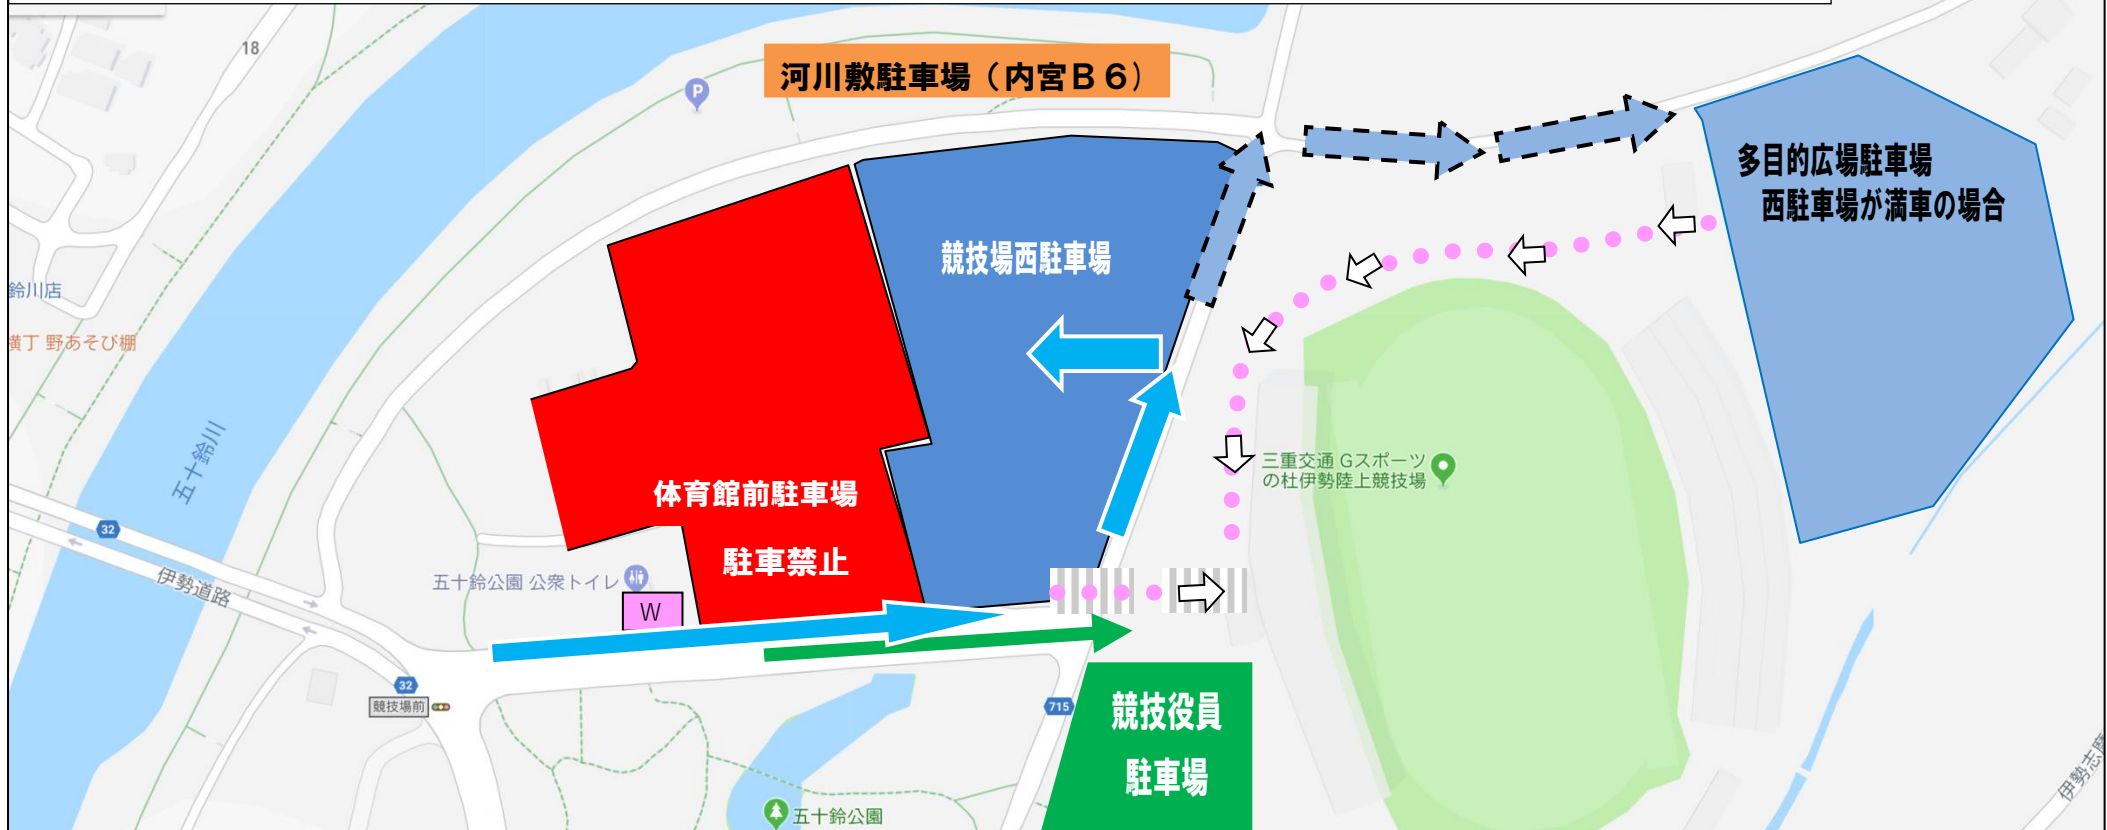 18
P
河川敷駐車場（内宮Ｂ６）
多目的広場駐車場
西駐車場が満車の場合
競技場西駐車場
鈴川店
横丁 野あそび棚
五十鈴川
三重交通 Gスポーツ
の杜伊勢陸上競技場
体育館前駐車場
駐車禁止
32
伊勢道路
五十鈴公園 公衆トイレ
W
32
競技場前
715
競技役員
駐車場
五十鈴公園
伊勢志